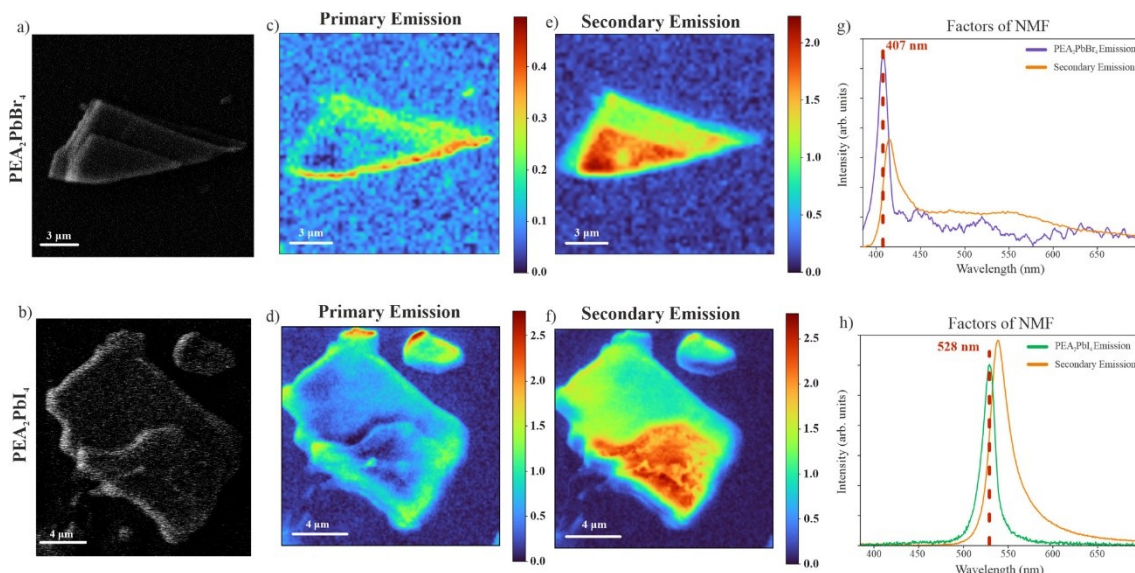 a)
PEA₂PbBr₄
3 µm
c)
Primary Emission
3 µm
0.4
0.3
0.2
0.1
0.0
e)
Secondary Emission
3 µm
2.0
1.5
1.0
0.5
0.0
g)
Factors of NMF
407 nm
PEA₂PbBr₄Emission
Secondary Emission
Intensity (arb. units)
400 450 500 550 600 650
Wavelength (nm)
b)
PEA₂PbI₄
4 µm
d)
Primary Emission
4 µm
2.5
2.0
1.5
1.0
0.5
0.0
f)
Secondary Emission
4 µm
2.5
2.0
1.5
1.0
0.5
0.0
h)
Factors of NMF
528 nm
PEA₂PbI₄Emission
Secondary Emission
Intensity (arb. units)
400 450 500 550 600 650
Wavelength (nm)